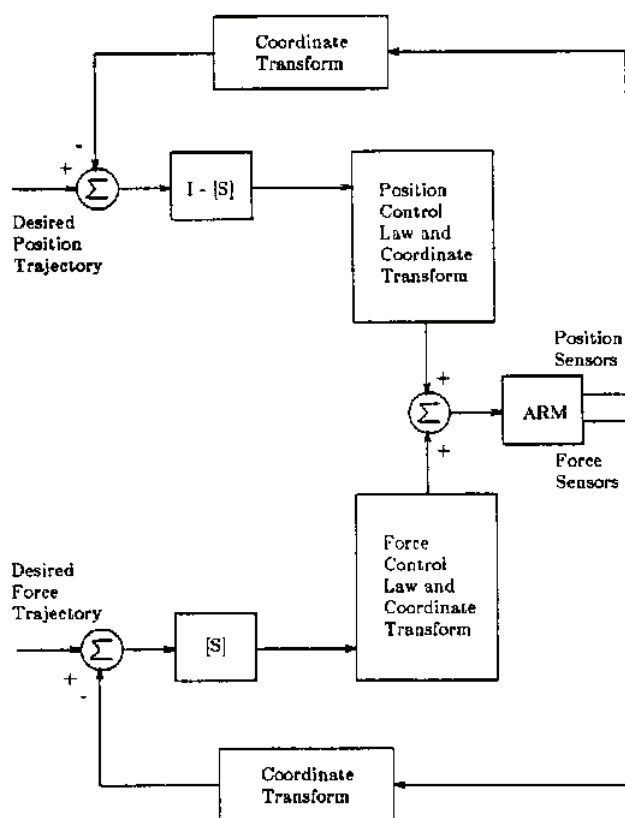 Coordinate
Transform
-
+
Σ
I - [S]
Desired
Position
Trajectory
Position
Control
Law and
Coordinate
Transform
Position
Sensors
+
Σ
ARM
+
Force
Sensors
Desired
Force
Trajectory
Force
Control
Law and
Coordinate
Transform
Σ
[S]
+
-
Coordinate
Transform